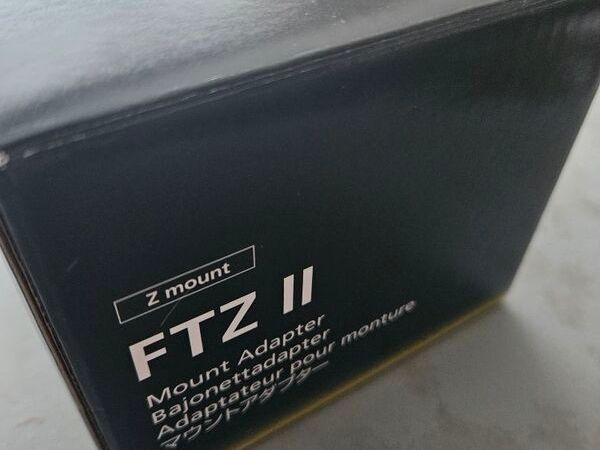 Z mount
FTZ II
Mount Adapter
Bajonettadapter
Adaptateur pour monture
マウントアダプター